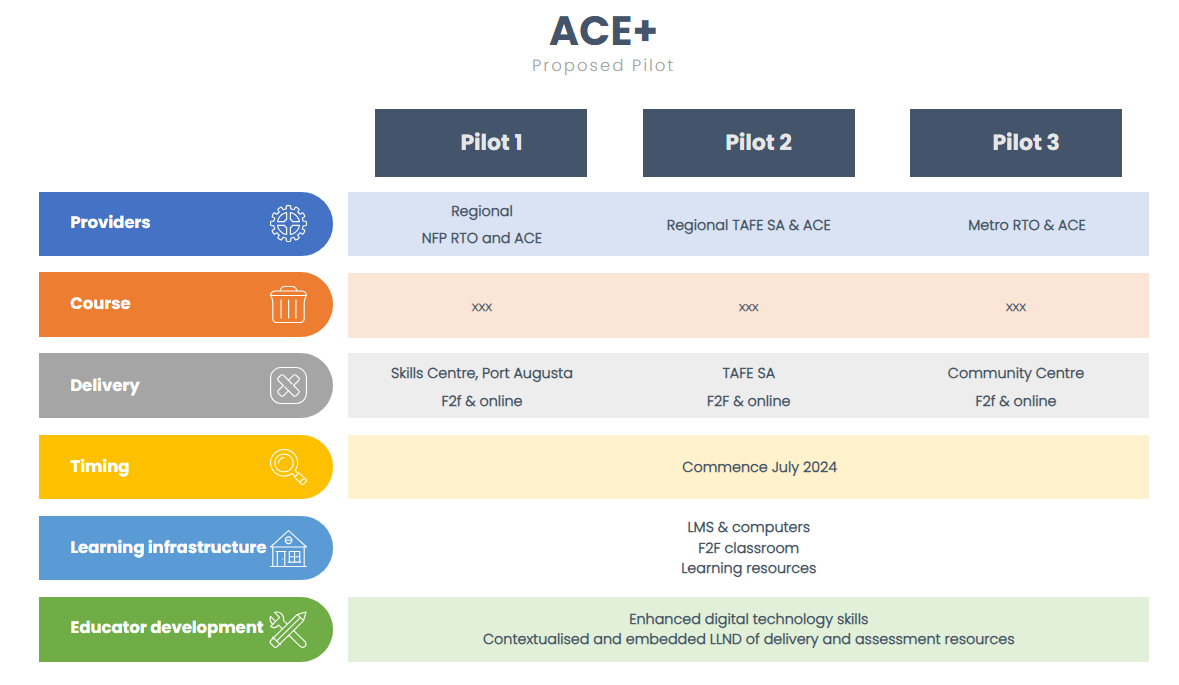 ACE+
Proposed Pilot
Pilot 1
Pilot 2
Pilot 3
Providers
Regional
NFP RTO and ACE
Regional TAFE SA & ACE
Metro RTO & ACE
Course
xxx
xxx
xxx
Delivery
Skills Centre, Port Augusta
F2f & online
TAFE SA
F2F & online
Community Centre
F2f & online
Timing
Commence July 2024
Learning infrastructure
LMS & computers
F2F classroom
Learning resources
Educator development
Enhanced digital technology skills
Contextualised and embedded LLND of delivery and assessment resources